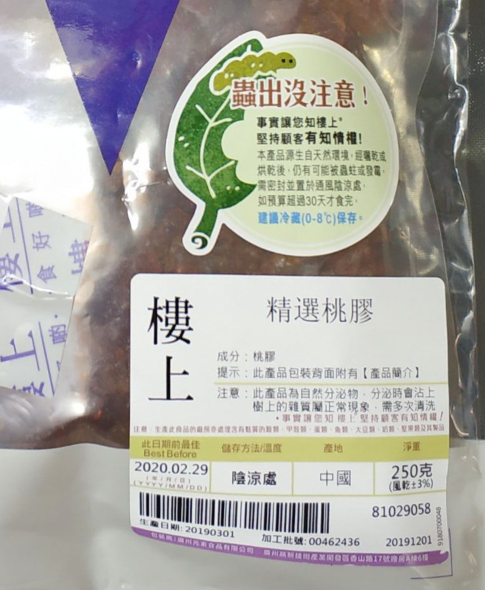 蟲出沒注意！
事實讓您知樓上®
堅持顧客有知情權!
本產品源生自天然環境，經曬乾或
烘乾後，仍有可能被蟲蛀或發霉，
需密封並置於通風陰涼處，
如預算超過30天才食完，
建議冷藏(0-8℃)保存。
樓上
精選桃膠
成分：桃膠
提示：此產品包裝背面附有【產品簡介】
注意：此產品為自然分泌物，分泌時會沾上
樹上的雜質屬正常現象，需多次清洗
*事實讓您知 樓上 堅持顧客有知情權!
此日期前最佳
Best Before
儲存方法/溫度
產地
淨重
2020.02.29
(年/月/日)
(YYYY/MM/DD)
陰涼處
中國
250克
(風乾±3%)
81029058
生產日期: 20190301
加工批號: 00462436
20191201
9180700048